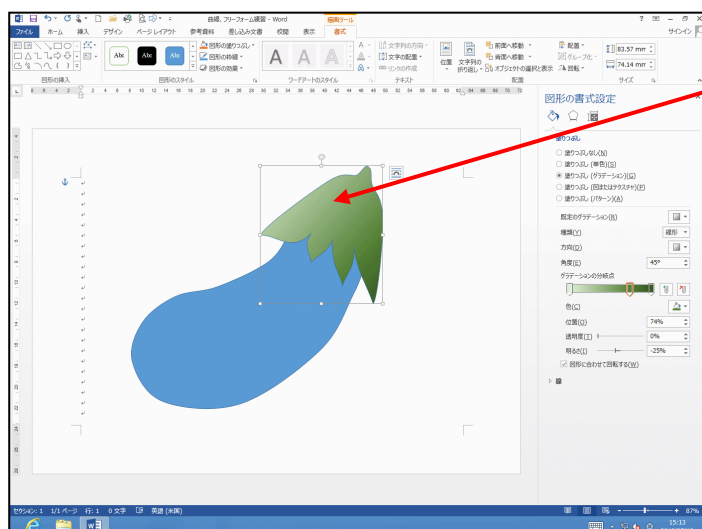 曲線、フリーフォーム練習 - Word
描画ツール
ファイル ホーム 挿入 デザイン ページ レイアウト 参考資料 差し込み文書 校閲 表示 書式
サインイン
Abc Abc Abc
図形の塗りつぶし
図形の枠線
図形の効果
A A A
文字列の方向
文字の配置
リンクの作成
位置
文字列の
折り返し
前面へ移動
背面へ移動
オブジェクトの選択と表示
配置
グループ化
回転
83.57 mm
74.14 mm
図形の挿入 図形のスタイル ワードアートのスタイル テキスト 配置 サイズ
図形の書式設定
塗りつぶし
塗りつぶしなし(N)
塗りつぶし (単色)(S)
塗りつぶし (グラデーション)(G)
塗りつぶし (図またはテクスチャ)(P)
塗りつぶし (パターン)(A)
既定のグラデーション(R)
種類(Y) 線形
方向(D)
角度(E) 45°
グラデーションの分岐点
色(C)
位置(O) 74%
透明度(T) 0%
明るさ(I) -25%
図形に合わせて回転する(W)
線
セクション: 1 1/1 ページ 行: 1 0 文字 英語 (米国)
87%
15:13